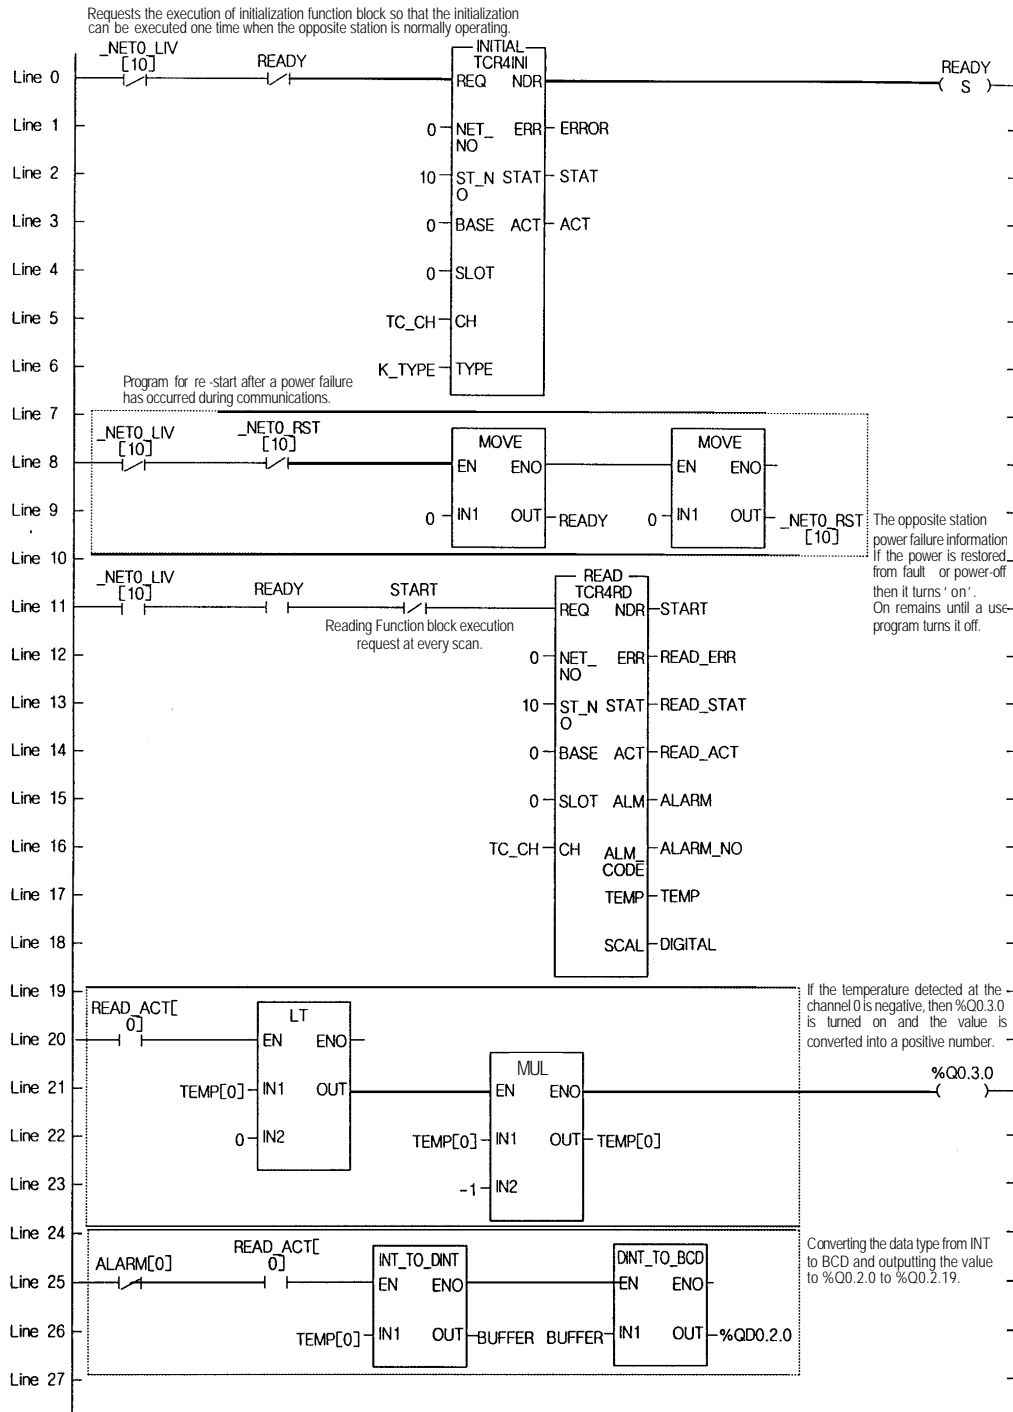 Requests the execution of initialization function block so that the initialization
can be executed one time when the opposite station is normally operating.
_NET0_LIV
[10]
READY
INITIAL
TCR4INI
READY
Line 0
REQ NDR
( S )
Line 1
0 NET_ ERR ERROR
NO
Line 2
10 ST_N STAT STAT
O
Line 3
0 BASE ACT ACT
Line 4
0 SLOT
Line 5
TC_CH CH
Line 6
K_TYPE TYPE
Program for re -start after a power failure
has occurred during communications.
Line 7
_NET0_LIV
[10]
_NET0_RST
[10]
MOVE
MOVE
Line 8
EN ENO
EN ENO
Line 9
0 IN1 OUT READY
0 IN1 OUT _NET0_RST
[10]
The opposite station
power failure information
If the power is restored
from fault or power-off
then it turns ‘ on’ .
On remains until a use
program turns it off.
Line 10
_NET0_LIV
[10]
READY
START
READ
TCR4RD
Line 11
REQ NDR START
Reading Function block execution
request at every scan.
Line 12
0 NET_ ERR READ_ERR
NO
Line 13
10 ST_N STAT READ_STAT
O
Line 14
0 BASE ACT READ_ACT
Line 15
0 SLOT ALM ALARM
Line 16
TC_CH CH ALM_ ALARM_NO
CODE
Line 17
TEMP TEMP
Line 18
SCAL DIGITAL
Line 19
If the temperature detected at the
channel 0 is negative, then %Q0.3.0
is turned on and the value is
converted into a positive number.
READ_ACT[
0]
LT
Line 20
EN ENO
MUL
%Q0.3.0
Line 21
TEMP[0] IN1 OUT
EN ENO
Line 22
0 IN2
TEMP[0] IN1 OUT TEMP[0]
Line 23
-1 IN2
Line 24
Converting the data type from INT
to BCD and outputting the value
to %Q0.2.0 to %Q0.2.19.
ALARM[0]
READ_ACT[
0]
INT_TO_DINT
DINT_TO_BCD
Line 25
EN ENO
EN ENO
Line 26
TEMP[0] IN1 OUT BUFFER
BUFFER IN1 OUT %QD0.2.0
Line 27